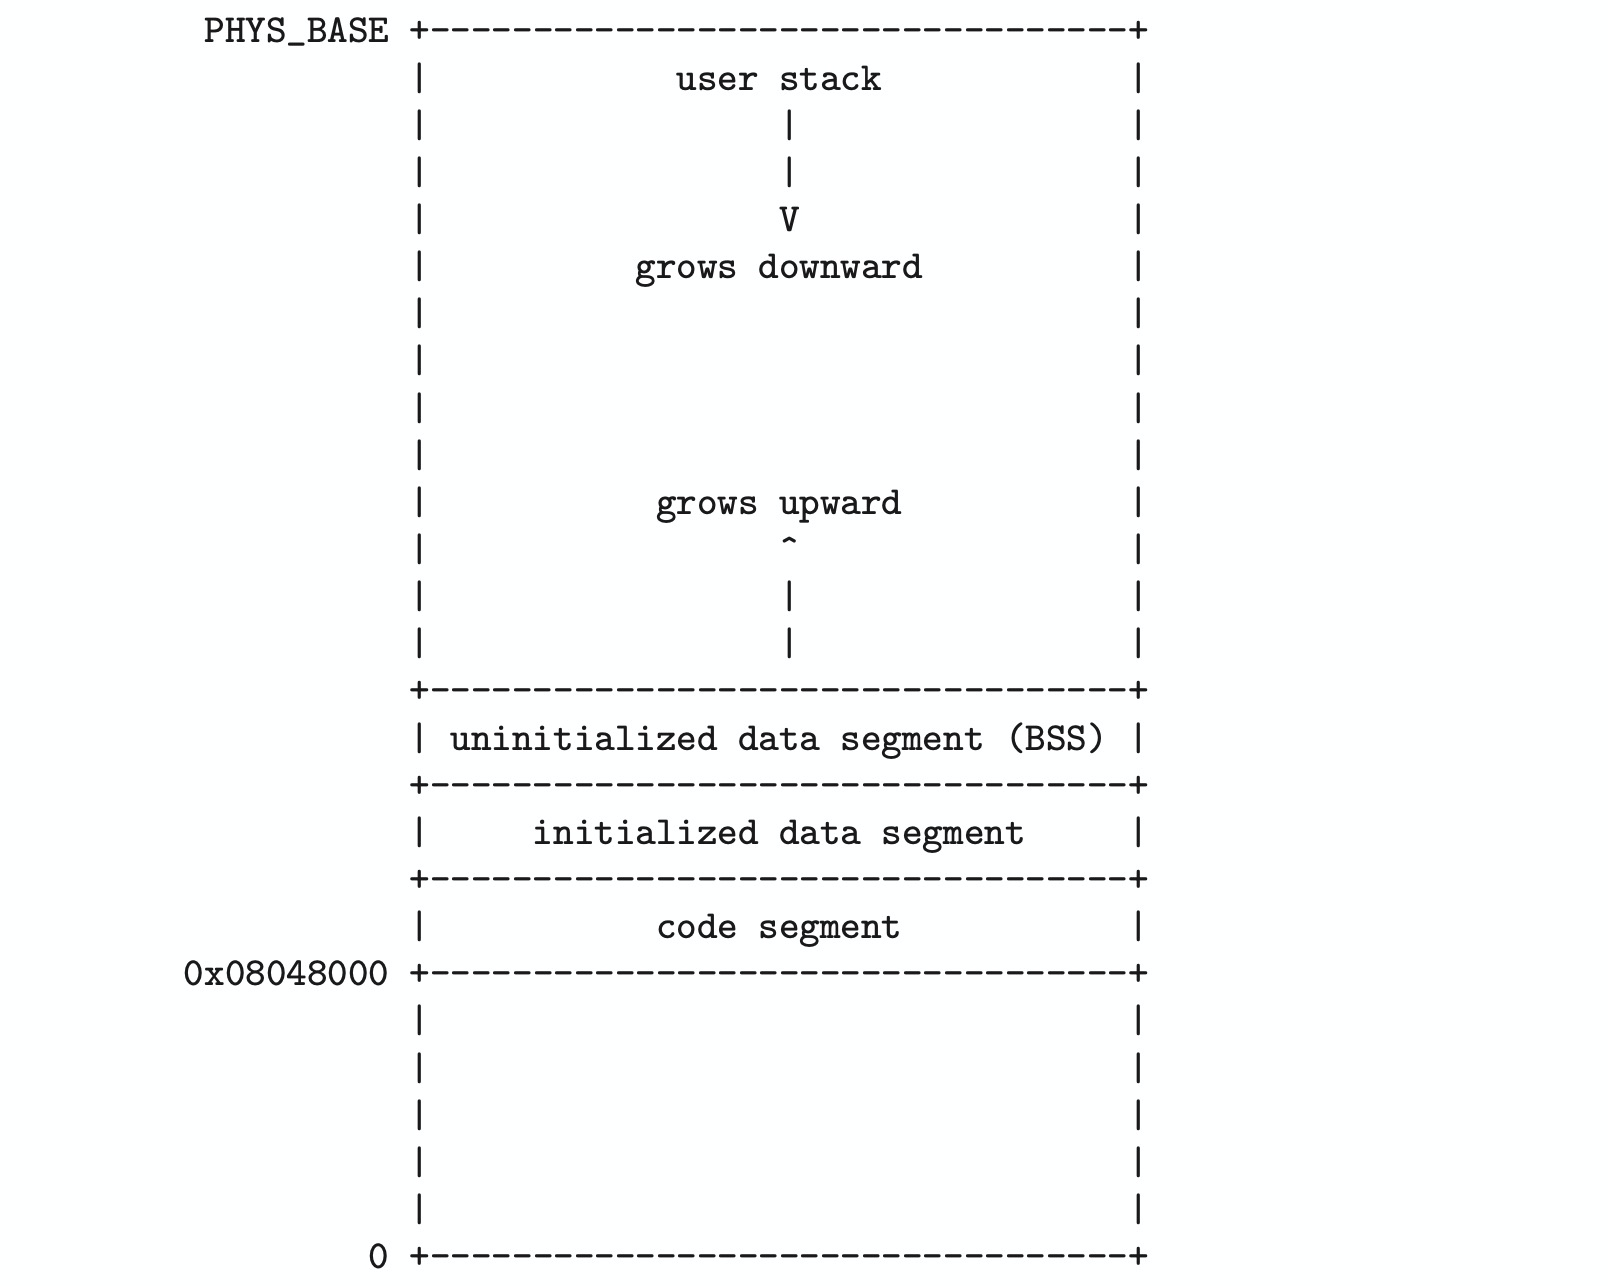 PHYS_BASE +----------------------------------+
| user stack |
| | |
| | |
| V |
| grows downward |
| |
| |
| |
| |
| grows upward |
| ^ |
| | |
| | |
+----------------------------------+
| uninitialized data segment (BSS) |
+----------------------------------+
| initialized data segment |
+----------------------------------+
| code segment |
0x08048000 +----------------------------------+
| |
| |
| |
| |
| |
0 +----------------------------------+